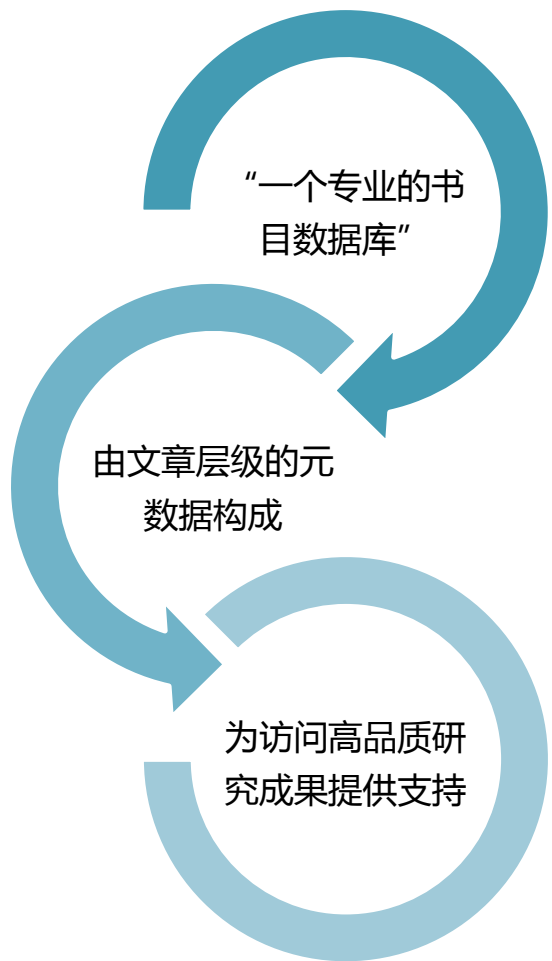 “一个专业的书
目数据库”
由文章层级的元
数据构成
为访问高品质研
究成果提供支持